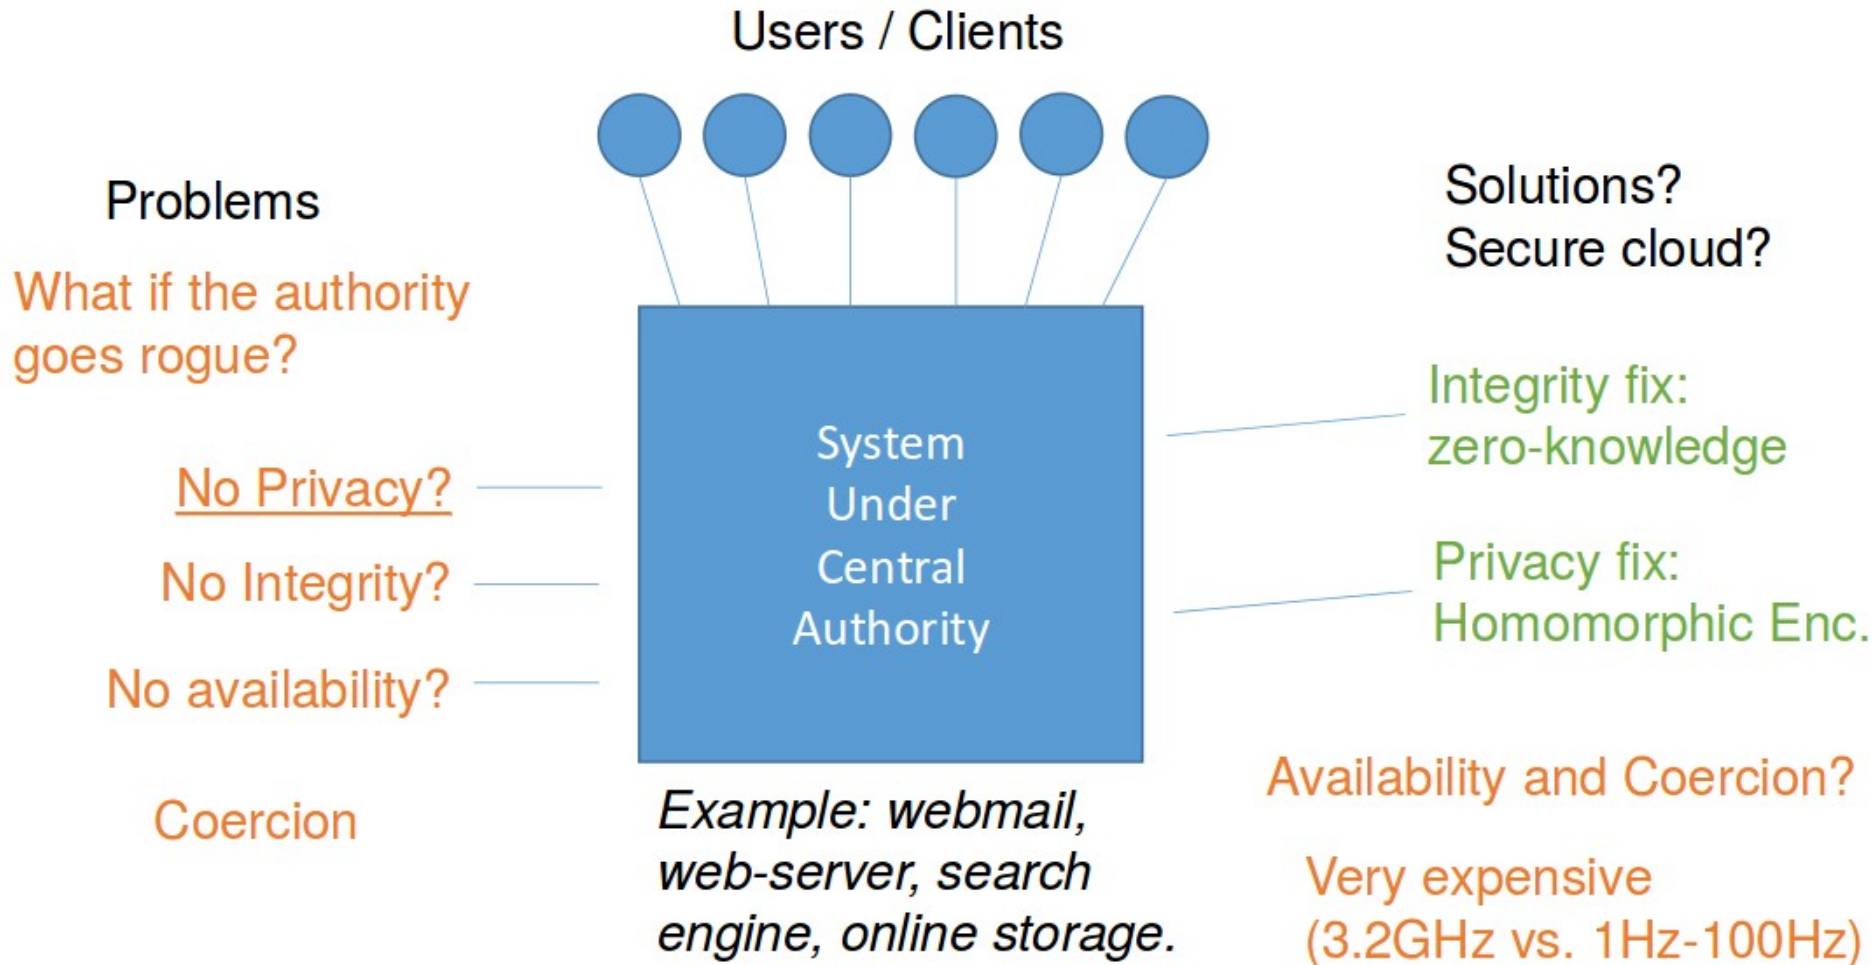 Users / Clients
Problems
What if the authority
goes rogue?
No Privacy?
No Integrity?
No availability?
Coercion
System
Under
Central
Authority
Example: webmail,
web-server, search
engine, online storage.
Solutions?
Secure cloud?
Integrity fix:
zero-knowledge
Privacy fix:
Homomorphic Enc.
Availability and Coercion?
Very expensive
(3.2GHz vs. 1Hz-100Hz)